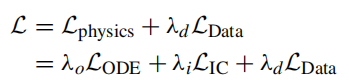 ℒ = ℒ_physics + λ_d ℒ_Data
= λ_o ℒ_ODE + λ_i ℒ_IC + λ_d ℒ_Data